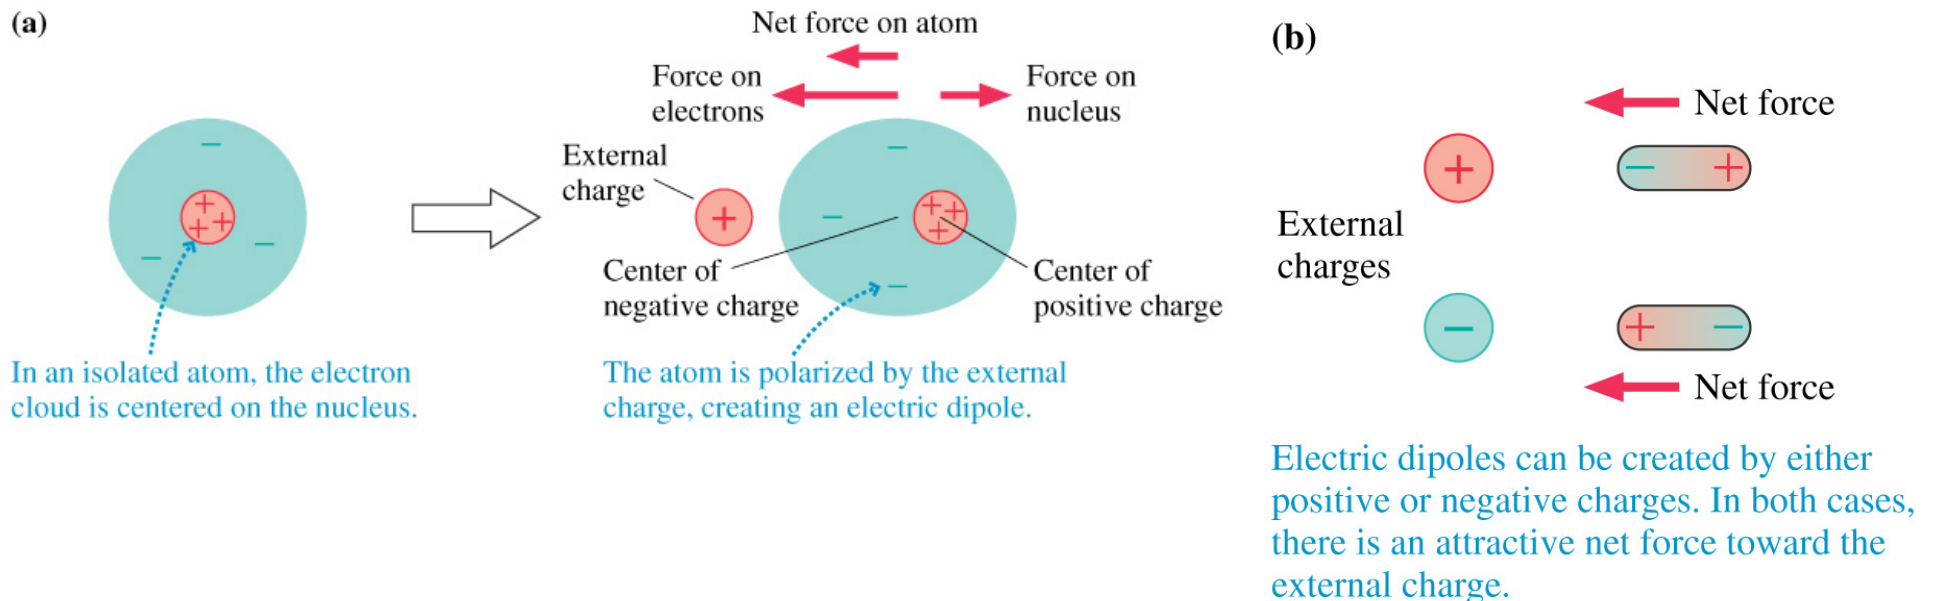 (a)
Net force on atom
Force on
electrons
Force on
nucleus
External
charge
+
−
−
−
+
+
+
−
−
−
+
+
+
Center of
negative charge
Center of
positive charge
In an isolated atom, the electron
cloud is centered on the nucleus.
The atom is polarized by the external
charge, creating an electric dipole.
(b)
Net force
+
− +
External
charges
−
+ −
Net force
Electric dipoles can be created by either
positive or negative charges. In both cases,
there is an attractive net force toward the
external charge.